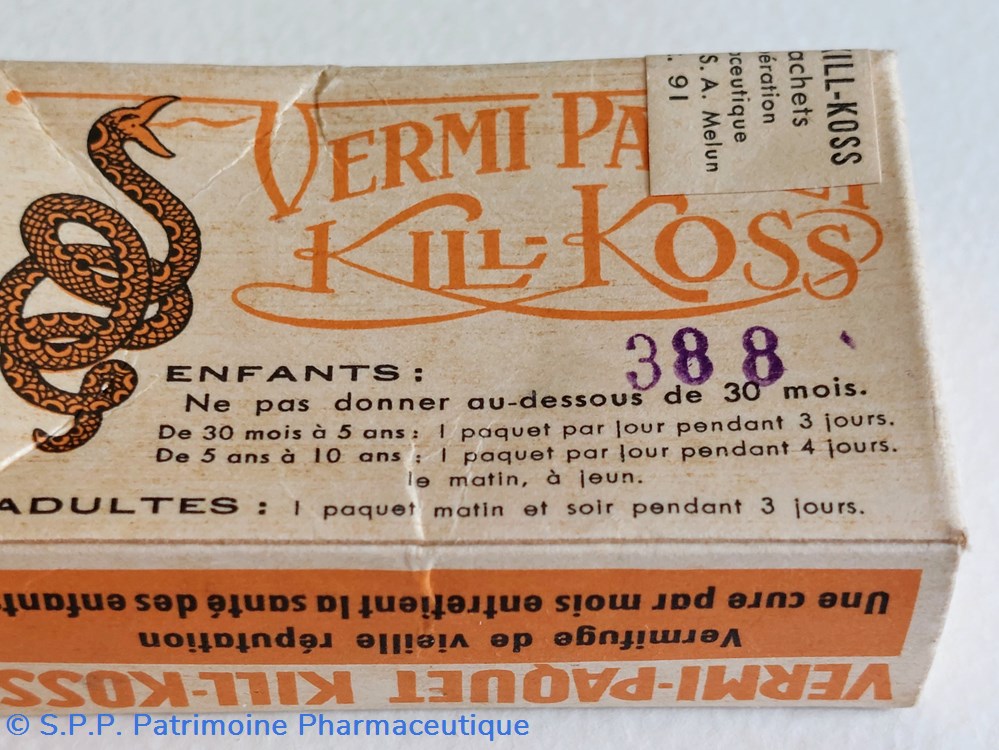 VERMI PA
KILL-KOSS
KILL-KOSS
achets
ération
ceutique
S. A. Melun
. 91
388
ENFANTS :
Ne pas donner au-dessous de 30 mois.
De 30 mois à 5 ans : 1 paquet par jour pendant 3 jours.
De 5 ans à 10 ans : 1 paquet par jour pendant 4 jours.
le matin, à jeun.
ADULTES : 1 paquet matin et soir pendant 3 jours.
VERMI-PAQUET KILL-KOSS
Vermifuge de vieille réputation
Une cure par mois entretient la santé des enfants
© S.P.P. Patrimoine Pharmaceutique